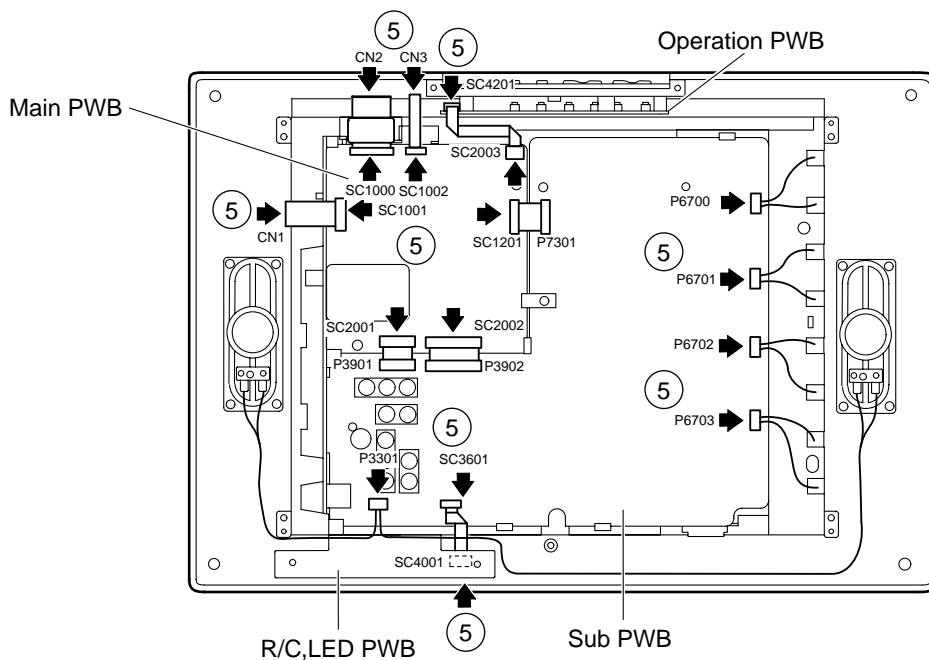 5
5
CN2
CN3
Operation PWB
SC4201
Main PWB
SC2003
SC1000
SC1002
5
SC1001
CN1
P6700
SC1201
P7301
5
5
P6701
SC2001
SC2002
P6702
P3901
P3902
5
P6703
5
P3301
SC3601
SC4001
5
R/C,LED PWB
Sub PWB